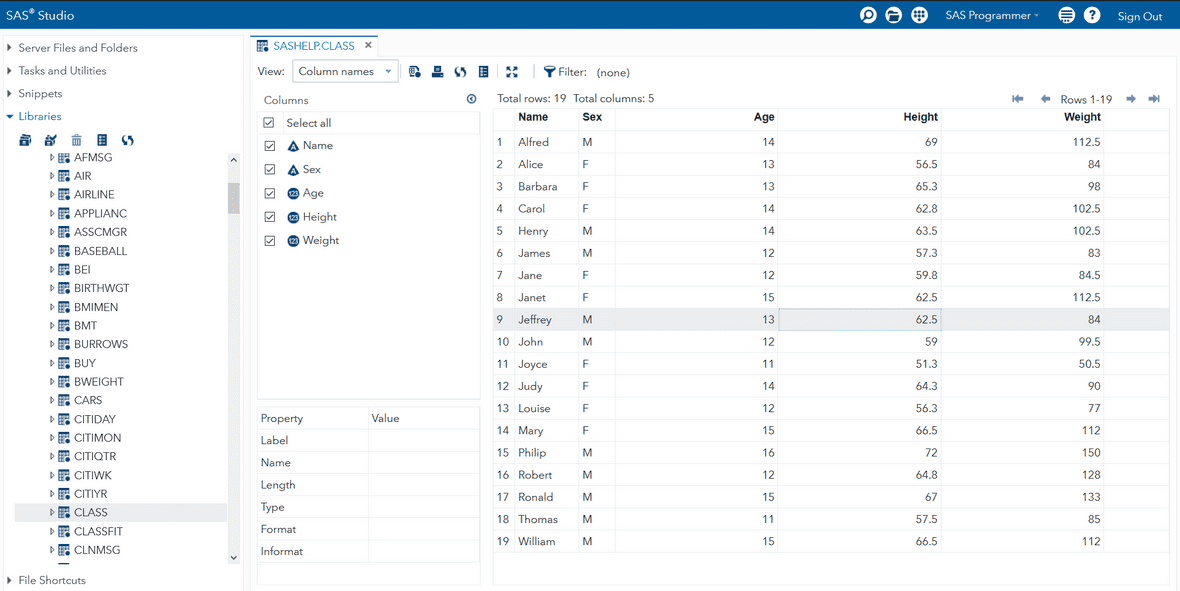 SAS® Studio
SAS Programmer
Sign Out
Server Files and Folders
Tasks and Utilities
Snippets
Libraries
AFMSG
AIR
AIRLINE
APPLIANC
ASSCMGR
BASEBALL
BEI
BIRTHWGT
BMIMEN
BMT
BURROWS
BUY
BWEIGHT
CARS
CITIDAY
CITIMON
CITIQTR
CITIWK
CITIYR
CLASS
CLASSFIT
CLNMSG
File Shortcuts
SASHELP.CLASS
View: Column names
Filter: (none)
Columns
Select all
Name
Sex
123 Age
123 Height
123 Weight
Property Value
Label
Name
Length
Type
Format
Informat
Total rows: 19 Total columns: 5
Rows 1-19
Name Sex Age Height Weight
1 Alfred M 14 69 112.5
2 Alice F 13 56.5 84
3 Barbara F 13 65.3 98
4 Carol F 14 62.8 102.5
5 Henry M 14 63.5 102.5
6 James M 12 57.3 83
7 Jane F 12 59.8 84.5
8 Janet F 15 62.5 112.5
9 Jeffrey M 13 62.5 84
10 John M 12 59 99.5
11 Joyce F 11 51.3 50.5
12 Judy F 14 64.3 90
13 Louise F 12 56.3 77
14 Mary F 15 66.5 112
15 Philip M 16 72 150
16 Robert M 12 64.8 128
17 Ronald M 15 67 133
18 Thomas M 11 57.5 85
19 William M 15 66.5 112